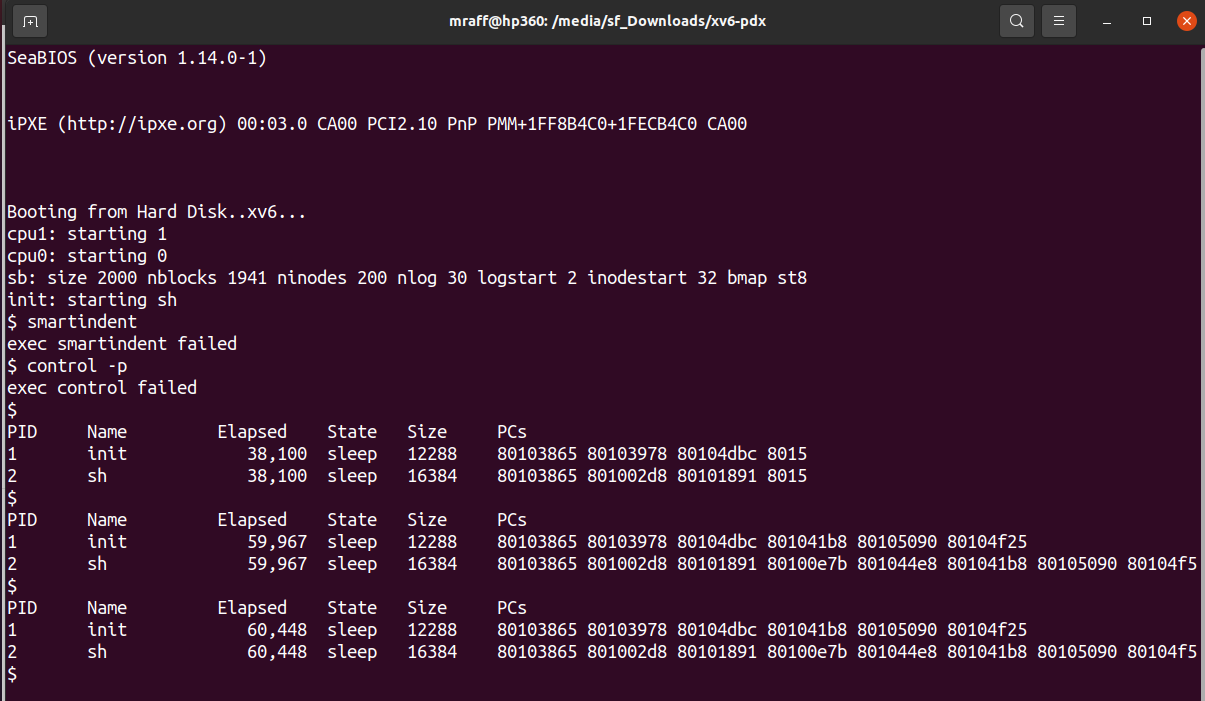 mraff@hp360: /media/sf_Downloads/xv6-pdx
SeaBIOS (version 1.14.0-1)
iPXE (http://ipxe.org) 00:03.0 CA00 PCI2.10 PnP PMM+1FF8B4C0+1FECB4C0 CA00
Booting from Hard Disk..xv6...
cpu1: starting 1
cpu0: starting 0
sb: size 2000 nblocks 1941 ninodes 200 nlog 30 logstart 2 inodestart 32 bmap st8
init: starting sh
$ smartindent
exec smartindent failed
$ control -p
exec control failed
$
PID     Name         Elapsed    State   Size     PCs
1       init            38,100  sleep   12288    80103865 80103978 80104dbc 8015
2       sh              38,100  sleep   16384    80103865 801002d8 80101891 8015
$
PID     Name         Elapsed    State   Size     PCs
1       init            59,967  sleep   12288    80103865 80103978 80104dbc 801041b8 80105090 80104f25
2       sh              59,967  sleep   16384    80103865 801002d8 80101891 80100e7b 801044e8 801041b8 80105090 80104f5
$
PID     Name         Elapsed    State   Size     PCs
1       init            60,448  sleep   12288    80103865 80103978 80104dbc 801041b8 80105090 80104f25
2       sh              60,448  sleep   16384    80103865 801002d8 80101891 80100e7b 801044e8 801041b8 80105090 80104f5
$